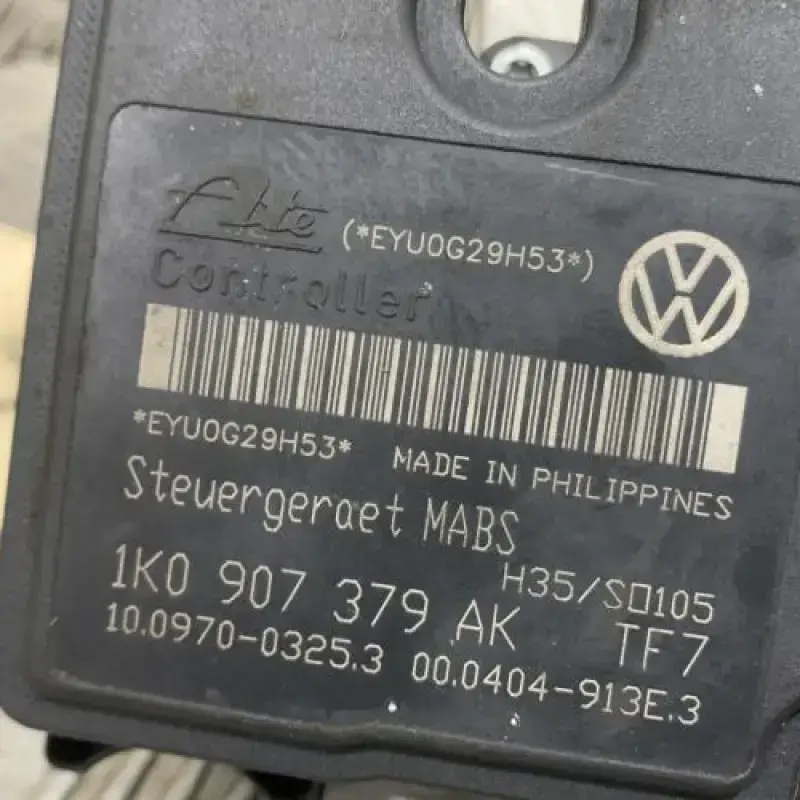 Ate (*EYU0G29H53*)
Controller
*EYU0G29H53* MADE IN PHILIPPINES
Steuergeraet MABS
H35/S□105
1K0 907 379 AK TF7
10.0970-0325.3 00.0404-913E.3